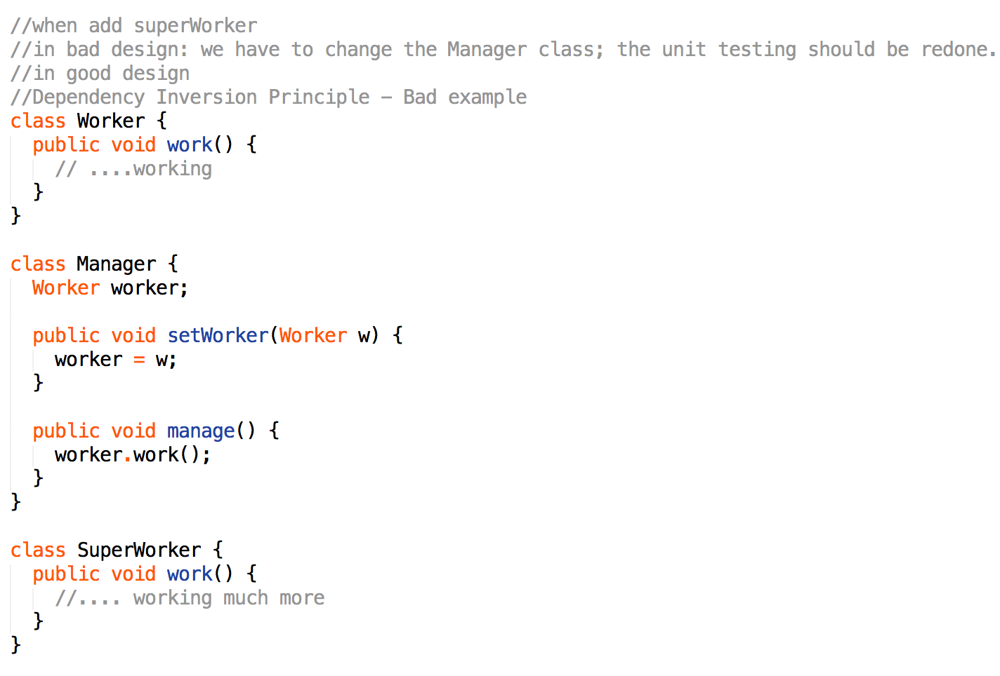 //when add superWorker
//in bad design: we have to change the Manager class; the unit testing should be redone.
//in good design
//Dependency Inversion Principle – Bad example
class Worker {
  public void work() {
    // ....working
  }
}

class Manager {
  Worker worker;

  public void setWorker(Worker w) {
    worker = w;
  }

  public void manage() {
    worker.work();
  }
}

class SuperWorker {
  public void work() {
    //.... working much more
  }
}